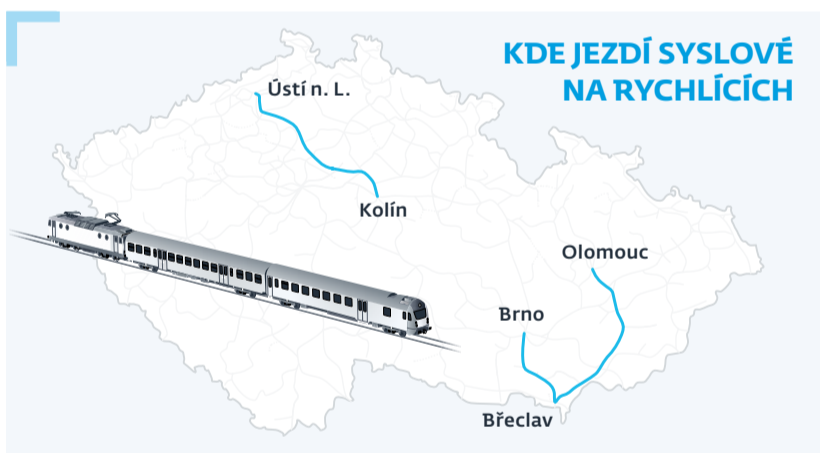 KDE JEZDÍ SYSLOVÉ
NA RYCHLÍCÍCH
Ústí n. L.
Kolín
Olomouc
Brno
Břeclav